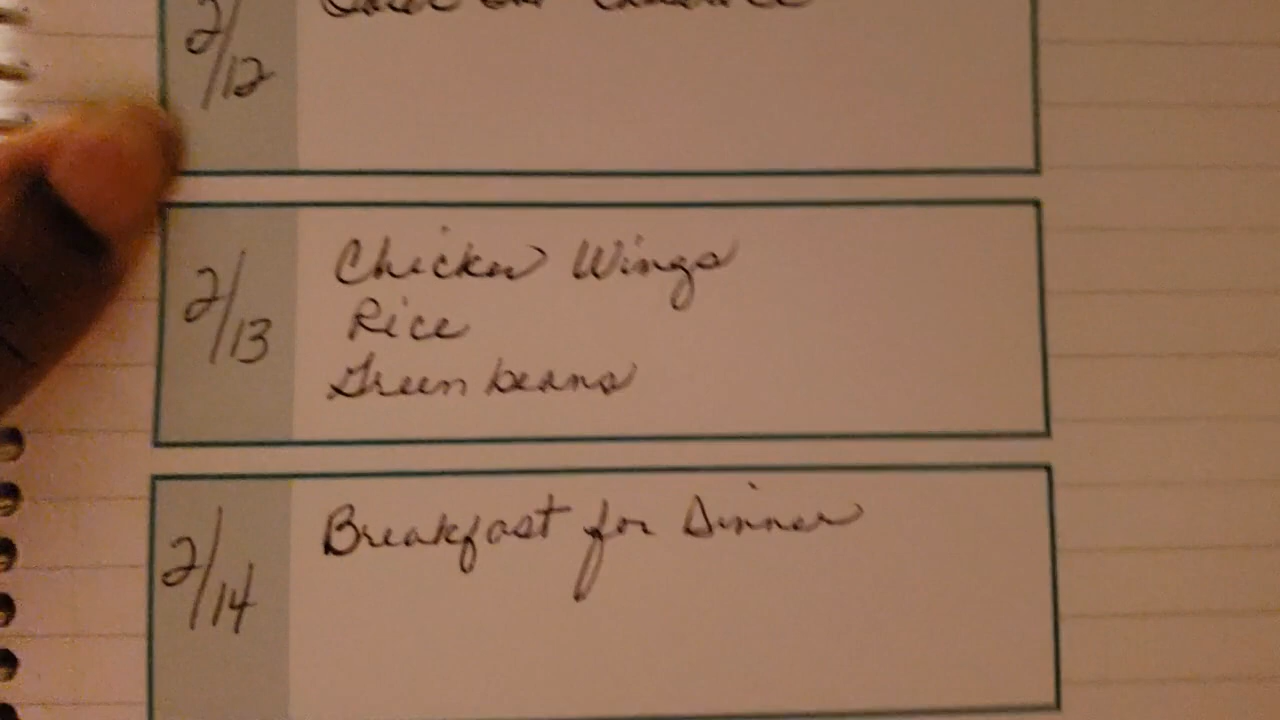 2/12
2/13
Chicken Wings
Rice
Green beans
2/14
Breakfast for Dinner